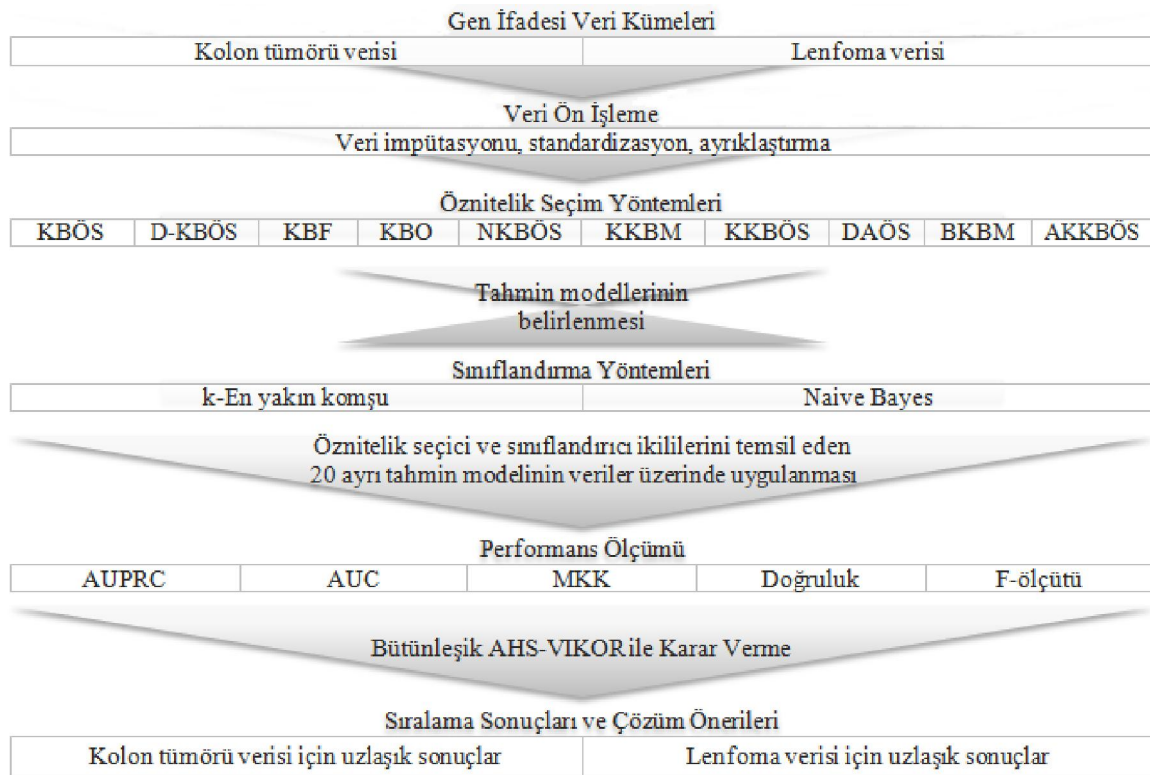 Gen İfadesi Veri Kümeleri
Kolon tümörü verisi Lenfoma verisi
Veri Ön İşleme
Veri impütasyonu, standardizasyon, ayrıklaştırma
Öznitelik Seçim Yöntemleri
KBÖS D-KBÖS KBF KBO NKBÖS KKBM KKBÖS DAÖS BKBM AKKBÖS
Tahmin modellerinin
belirlenmesi
Sınıflandırma Yöntemleri
k-En yakın komşu Naive Bayes
Öznitelik seçici ve sınıflandırıcı ikililerini temsil eden
20 ayrı tahmin modelinin veriler üzerinde uygulanması
Performans Ölçümü
AUPRC AUC MKK Doğruluk F-ölçütü
Bütünleşik AHS-VIKOR ile Karar Verme
Sıralama Sonuçları ve Çözüm Önerileri
Kolon tümörü verisi için uzlaşık sonuçlar Lenfoma verisi için uzlaşık sonuçlar